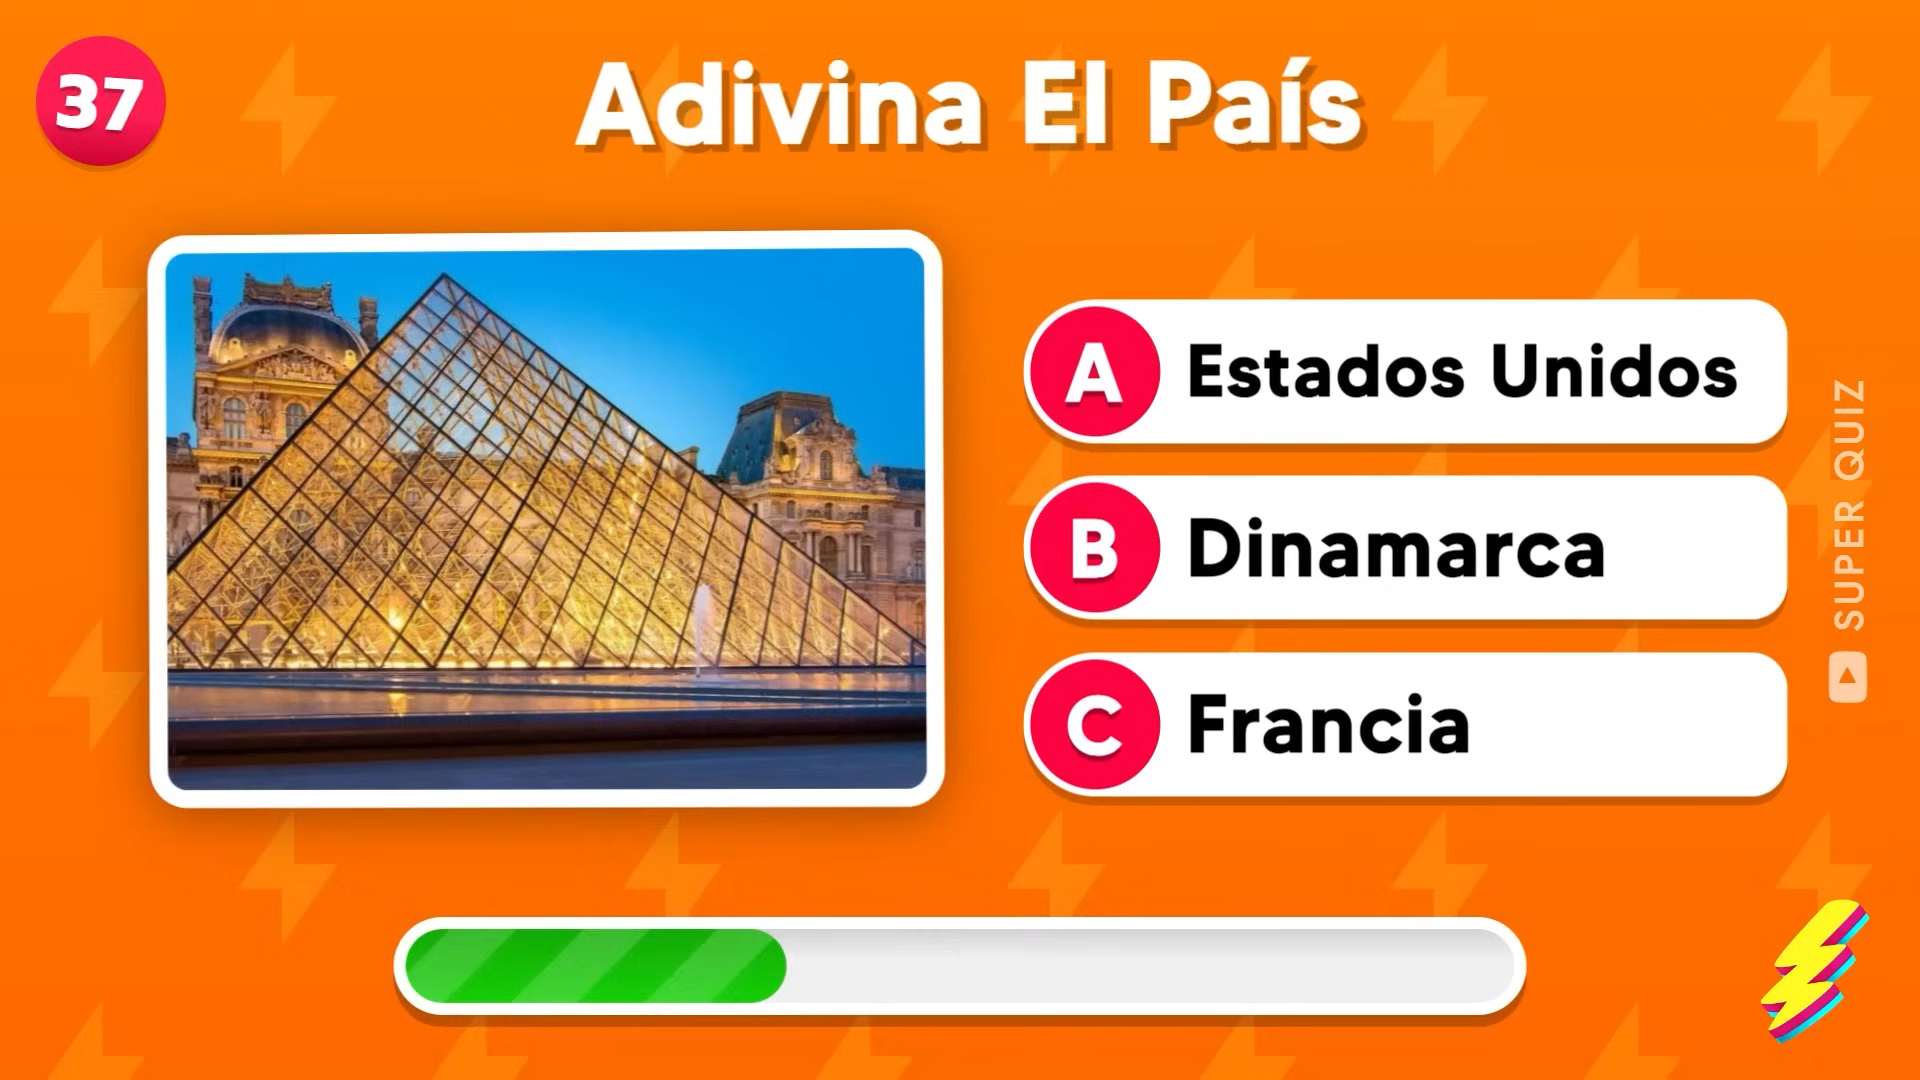 37
Adivina El País
A Estados Unidos
B Dinamarca
C Francia
SUPER QUIZ